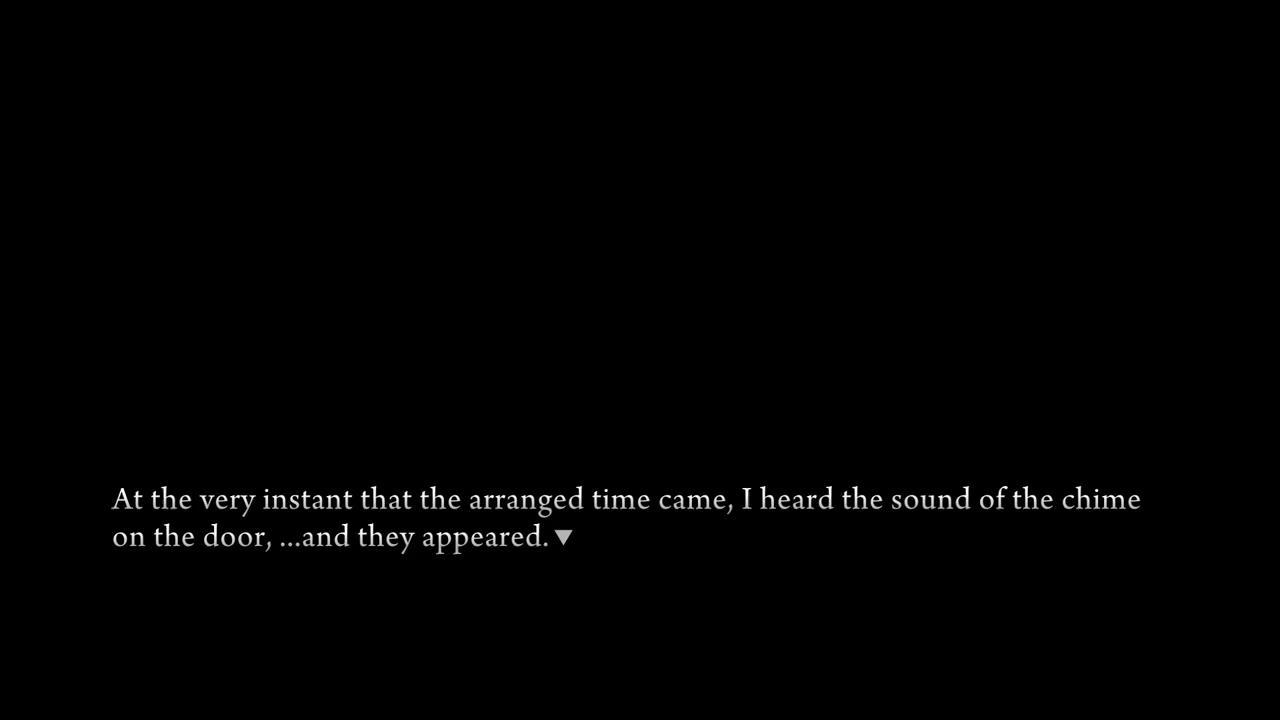 At the very instant that the arranged time came, I heard the sound of the chime
on the door, ...and they appeared.